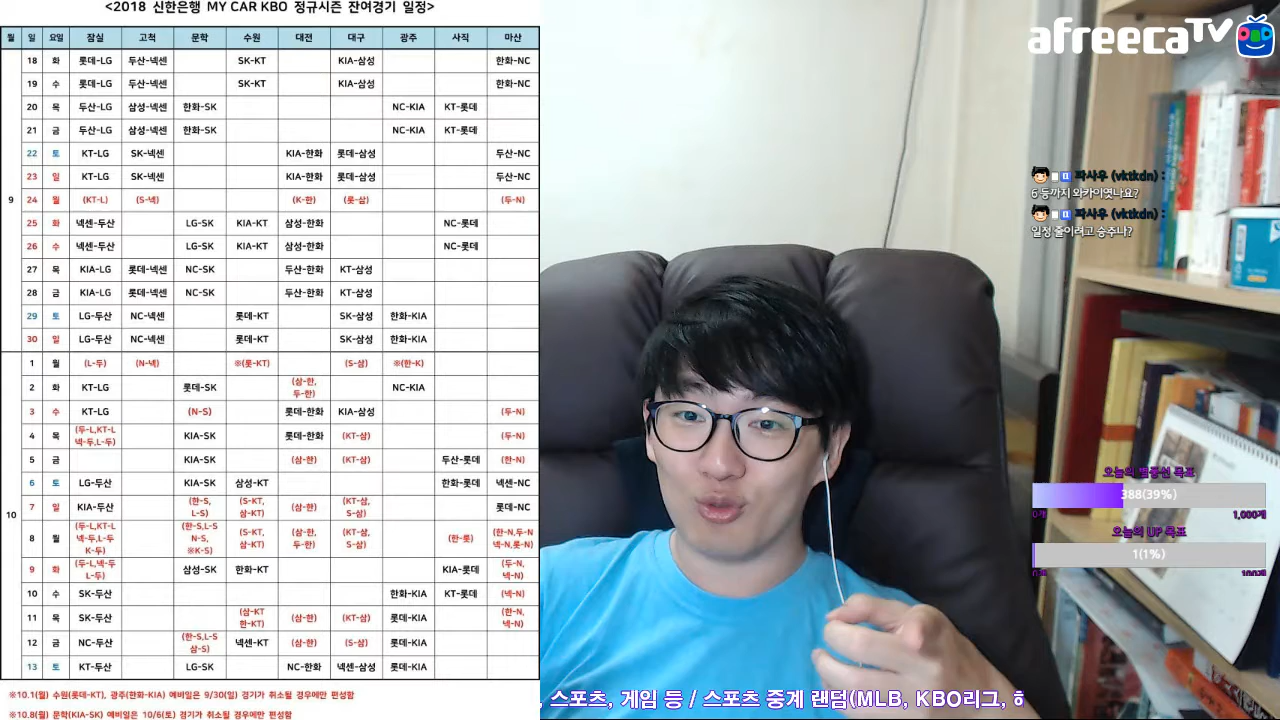 <2018 신한은행 MY CAR KBO 정규시즌 잔여경기 일정>
월 일 요일 잠실 고척 문학 수원 대전 대구 광주 사직 마산
18 화 롯데-LG 두산-넥센 SK-KT KIA-삼성 한화-NC
19 수 롯데-LG 두산-넥센 SK-KT KIA-삼성 한화-NC
20 목 두산-LG 삼성-넥센 한화-SK NC-KIA KT-롯데
21 금 두산-LG 삼성-넥센 한화-SK NC-KIA KT-롯데
22 토 KT-LG SK-넥센 KIA-한화 롯데-삼성 두산-NC
23 일 KT-LG SK-넥센 KIA-한화 롯데-삼성 두산-NC
9 24 월 (KT-L) (S-넥) (K-한) (롯-삼) (두-N)
25 화 넥센-두산 LG-SK KIA-KT 삼성-한화 NC-롯데
26 수 넥센-두산 LG-SK KIA-KT 삼성-한화 NC-롯데
27 목 KIA-LG 롯데-넥센 NC-SK 두산-한화 KT-삼성
28 금 KIA-LG 롯데-넥센 NC-SK 두산-한화 KT-삼성
29 토 LG-두산 NC-넥센 롯데-KT SK-삼성 한화-KIA
30 일 LG-두산 NC-넥센 롯데-KT SK-삼성 한화-KIA
1 월 (L-두) (N-넥) ※(롯-KT) (S-삼) ※(한-K)
2 화 KT-LG 롯데-SK (삼-한, 두-한) NC-KIA
3 수 KT-LG (N-S) 롯데-한화 KIA-삼성 (두-N)
4 목 (두-L,KT-L 넥-두,L-두) KIA-SK 롯데-한화 (KT-삼) (두-N)
5 금 KIA-SK (삼-한) (KT-삼) 두산-롯데 (한-N)
6 토 LG-두산 KIA-SK 삼성-KT 한화-롯데 넥센-NC
10 7 일 KIA-두산 (한-S, L-S) (S-KT, 삼-KT) (삼-한) (KT-삼, S-삼) 롯데-NC
8 월 (두-L,KT-L 넥-두,L-두 K-두) (한-S,L-S N-S, ※K-S) (S-KT, 삼-KT) (삼-한, 두-한) (KT-삼, S-삼) (한-롯) (한-N,두-N 넥-N,롯-N)
9 화 (두-L,넥-두 L-두) 삼성-SK 한화-KT KIA-롯데 (두-N, 넥-N)
10 수 SK-두산 한화-KIA KT-롯데 (넥-N)
11 목 SK-두산 (삼-KT 한-KT) (삼-한) (KT-삼) 롯데-KIA (한-N, 넥-N)
12 금 NC-두산 (한-S,L-S 삼-S) 넥센-KT (삼-한) (S-삼) 롯데-KIA
13 토 KT-두산 LG-SK NC-한화 넥센-삼성 롯데-KIA
※10.1(월) 수원(롯데-KT), 광주(한화-KIA) 예비일은 9/30(일) 경기가 취소될 경우에만 편성함
※10.8(월) 문학(KIA-SK) 예비일은 10/6(토) 경기가 취소될 경우에만 편성함
afreecaTV
파사우 (vktkdn) :
6 등까지 와카이엿나요?
파사우 (vktkdn) :
일정 줄이려고 승추나?
오늘의 별풍선 목표
388(39%)
0개 1,000개
오늘의 UP 목표
1(1%)
0개 100개
, 스포츠, 게임 등 / 스포츠 중계 랜덤(MLB, KBO리그,